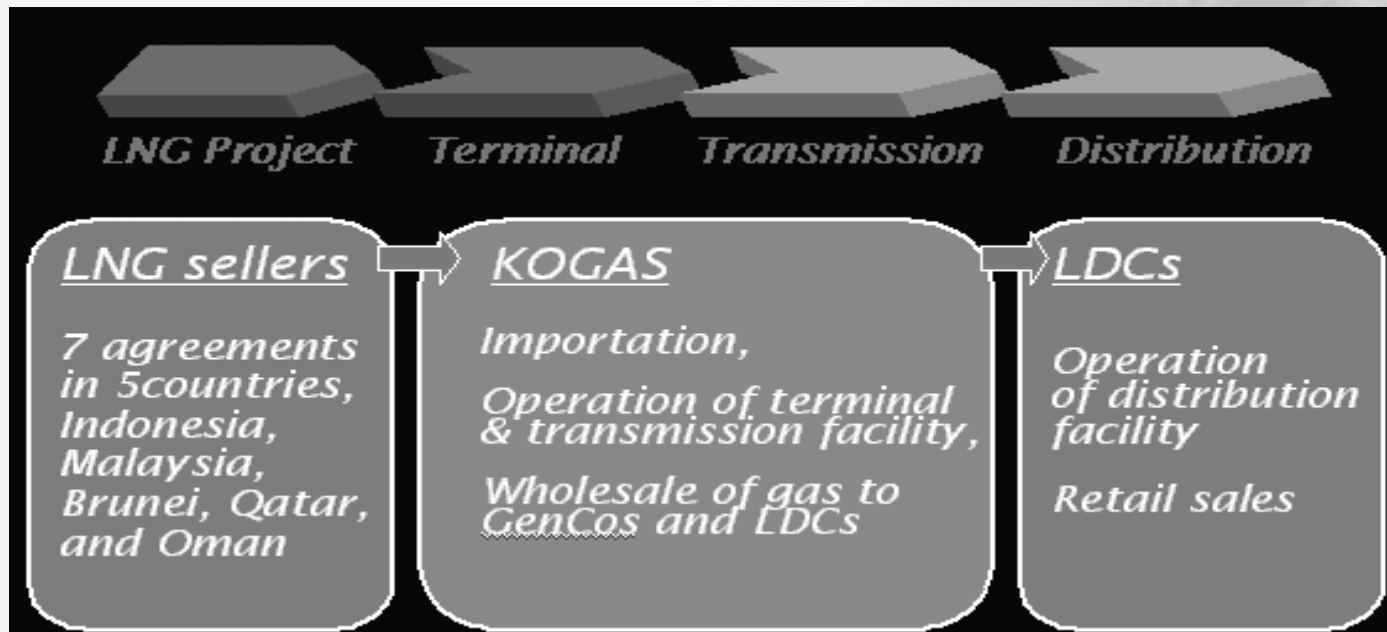 LNG Project
Terminal
Transmission
Distribution
LNG sellers
7 agreements
in 5countries,
Indonesia,
Malaysia,
Brunei, Qatar,
and Oman
KOGAS
Importation,
Operation of terminal
& transmission facility,
Wholesale of gas to
GenCos and LDCs
LDCs
Operation
of distribution
facility
Retail sales